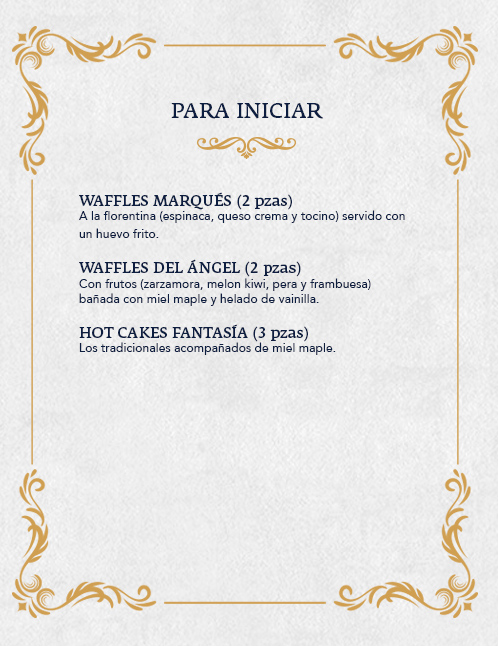 PARA INICIAR
WAFFLES MARQUÉS (2 pzas)
A la florentina (espinaca, queso crema y tocino) servido con
un huevo frito.
WAFFLES DEL ÁNGEL (2 pzas)
Con frutos (zarzamora, melon kiwi, pera y frambuesa)
bañada con miel maple y helado de vainilla.
HOT CAKES FANTASÍA (3 pzas)
Los tradicionales acompañados de miel maple.